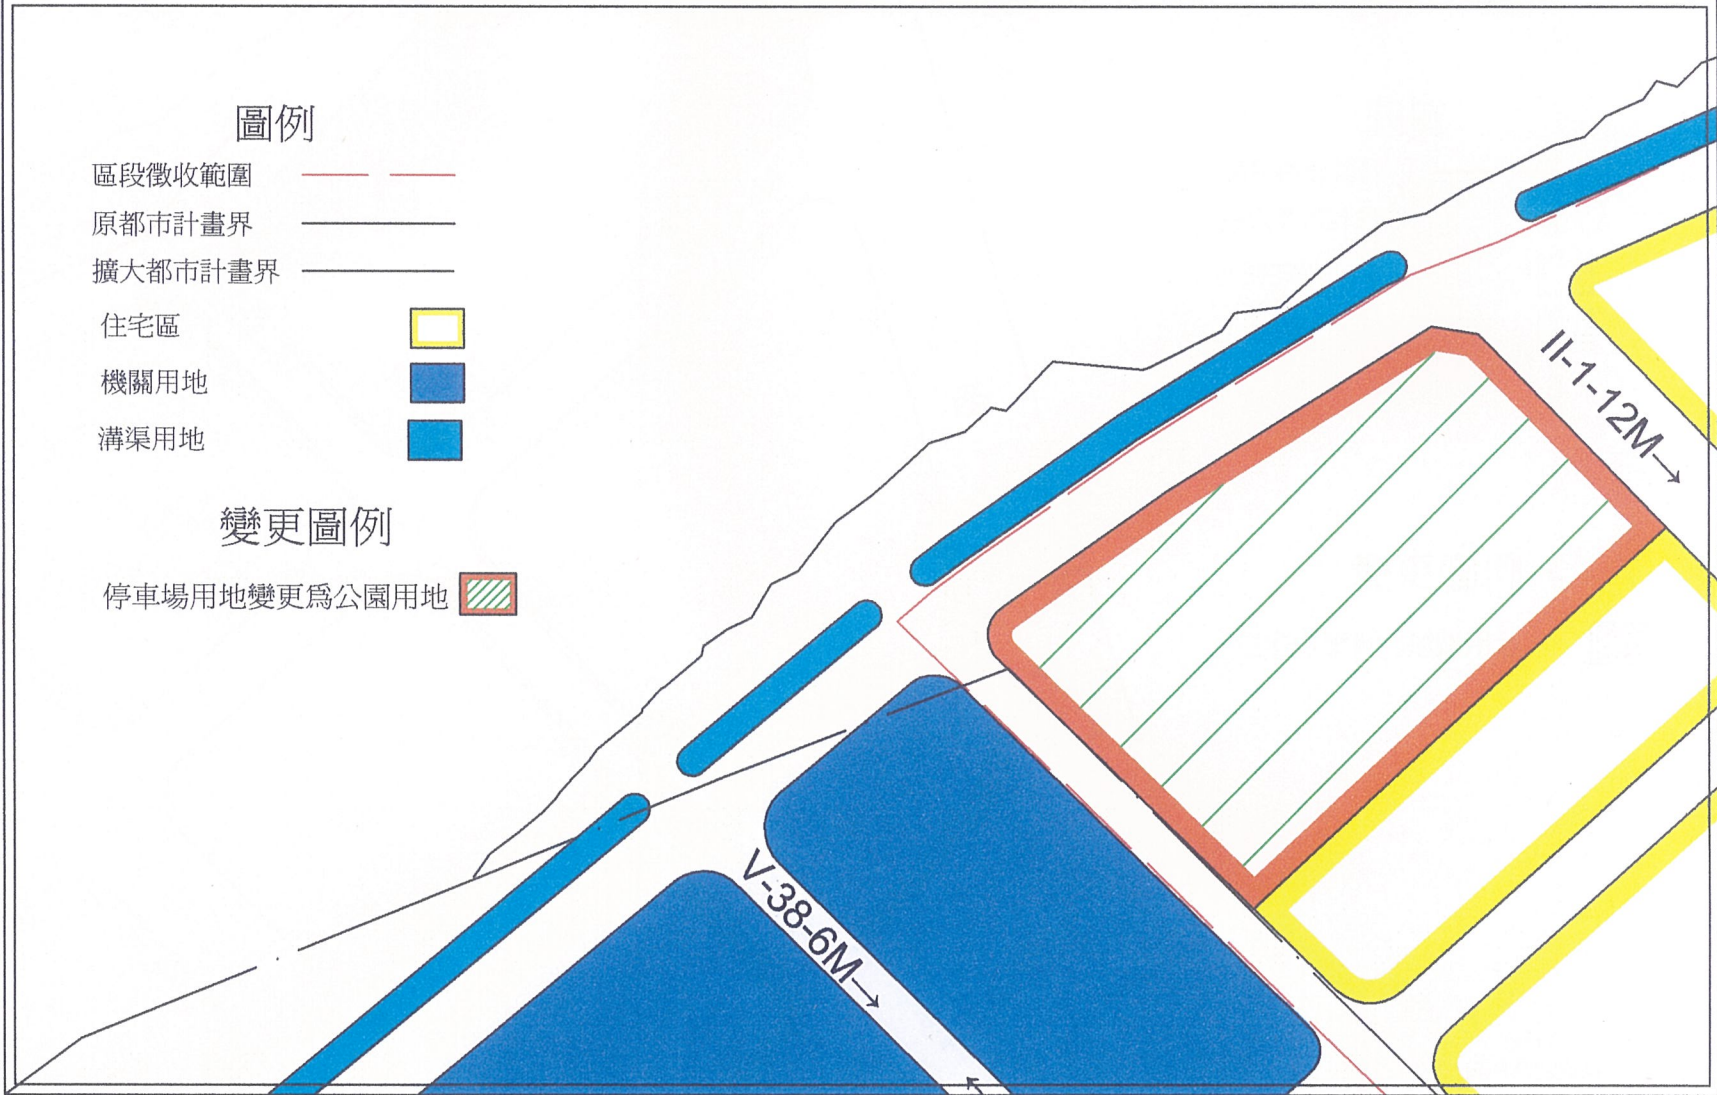 圖例
區段徵收範圍
原都市計畫界
擴大都市計畫界
住宅區
機關用地
溝渠用地
變更圖例
停車場用地變更爲公園用地
II-1-12M→
V-38-6M→